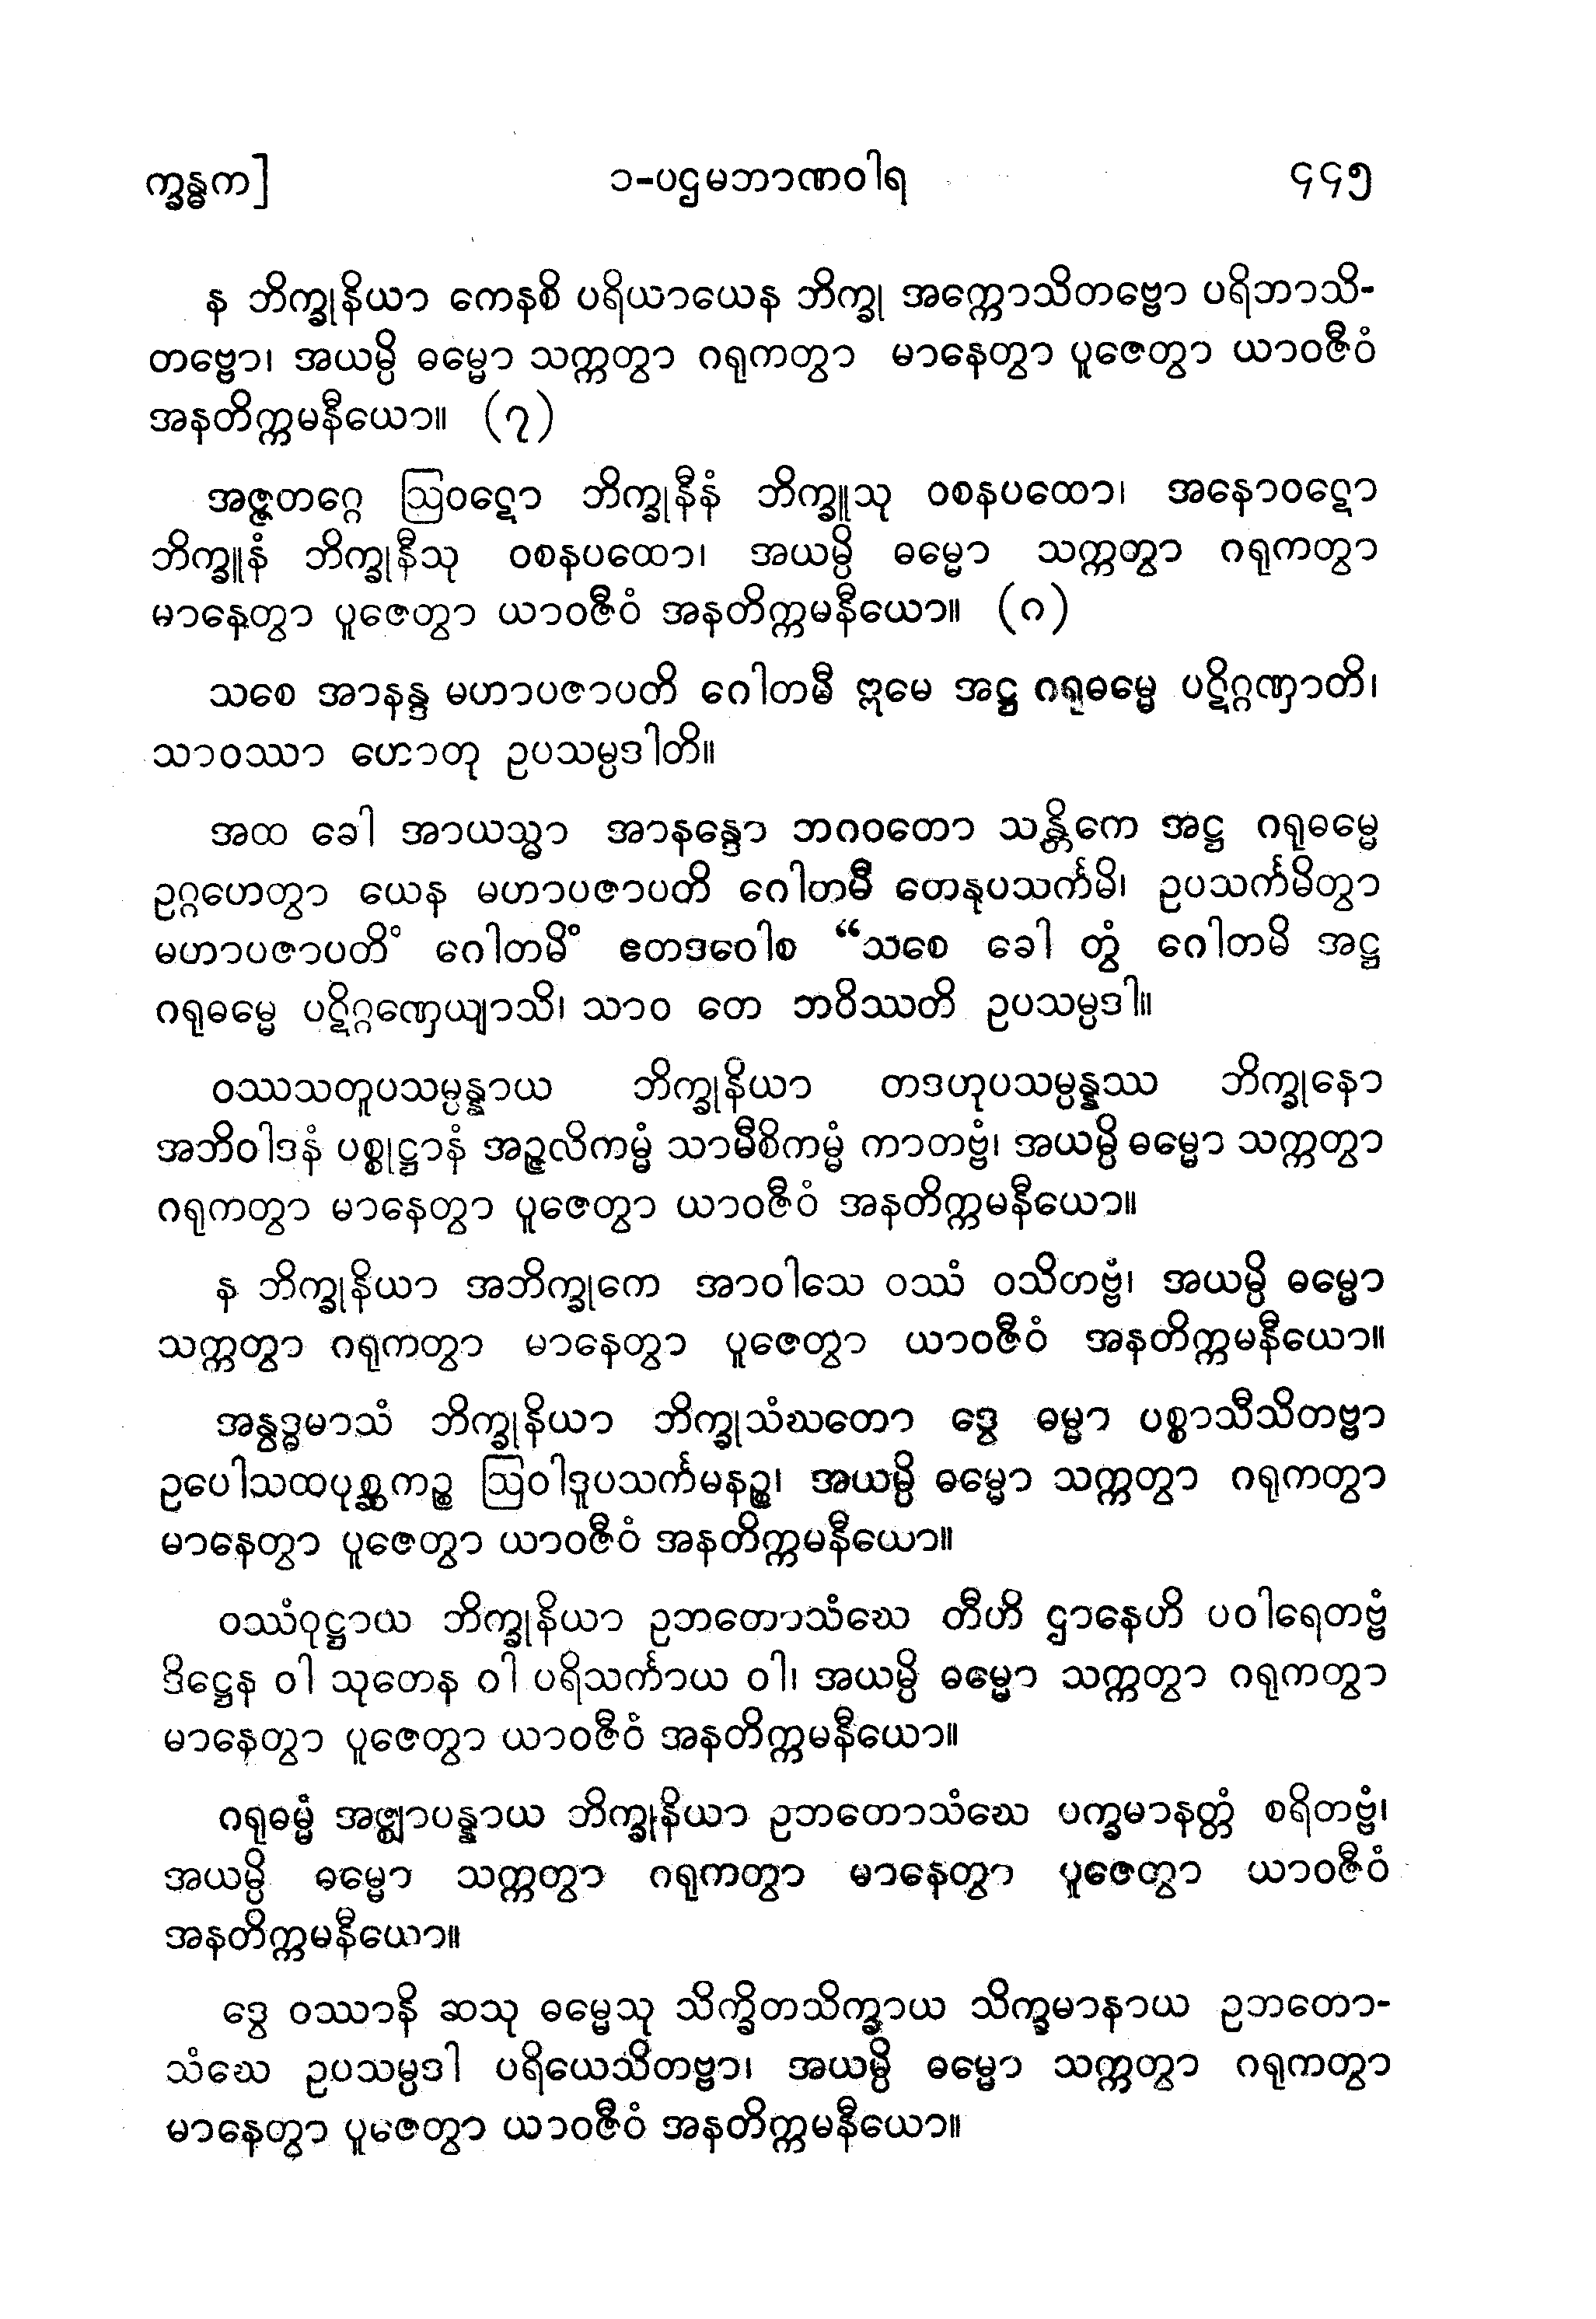 က္ခန္ဓက] ၁-ပဌမဘာဏဝါရ ၄၄၅
န ဘိက္ခုနိယာ ကေနစိ ပရိယာယေန ဘိက္ခု အက္ကောသိတဗ္ဗော ပရိဘာသိ-
တဗ္ဗော၊ အယမ္ပိ ဓမ္မော သက္ကတွာ ဂရုကတွာ မာနေတွာ ပူဇေတွာ ယာဝဇီဝံ
အနတိက္ကမနီယော။ (၇)
အဇ္ဇတဂ္ဂေ ဩဝဋော ဘိက္ခုနီနံ ဘိက္ခူသု ဝစနပထော၊ အနောဝဋော
ဘိက္ခူနံ ဘိက္ခုနီသု ဝစနပထော၊ အယမ္ပိ ဓမ္မော သက္ကတွာ ဂရုကတွာ
မာနေတွာ ပူဇေတွာ ယာဝဇီဝံ အနတိက္ကမနီယော။ (၈)
သစေ အာနန္ဒ မဟာပဇာပတိ ဂေါတမီ ဣမေ အဋ္ဌ ဂရုဓမ္မေ ပဋိဂ္ဂဏှာတိ၊
သာဝဿာ ဟောတု ဥပသမ္ပဒါတိ။
အထ ခေါ အာယသ္မာ အာနန္ဒော ဘဂဝတော သန္တိကေ အဋ္ဌ ဂရုဓမ္မေ
ဥဂ္ဂဟေတွာ ယေန မဟာပဇာပတိ ဂေါတမီ တေနုပသင်္ကမိ၊ ဥပသင်္ကမိတွာ
မဟာပဇာပတိံ ဂေါတမိံ ဧတဒဝေါစ “သစေ ခေါ တွံ ဂေါတမိ အဋ္ဌ
ဂရုဓမ္မေ ပဋိဂ္ဂဏှေယျာသိ၊ သာဝ တေ ဘဝိဿတိ ဥပသမ္ပဒါ။
ဝဿသတူပသမ္ပန္နာယ ဘိက္ခုနိယာ တဒဟုပသမ္ပန္နဿ ဘိက္ခုနော
အဘိဝါဒနံ ပစ္စုဋ္ဌာနံ အဉ္ဇလိကမ္မံ သာမီစိကမ္မံ ကာတဗ္ဗံ၊ အယမ္ပိ ဓမ္မော သက္ကတွာ
ဂရုကတွာ မာနေတွာ ပူဇေတွာ ယာဝဇီဝံ အနတိက္ကမနီယော။
န ဘိက္ခုနိယာ အဘိက္ခုကေ အာဝါသေ ဝဿံ ဝသိတဗ္ဗံ၊ အယမ္ပိ ဓမ္မော
သက္ကတွာ ဂရုကတွာ မာနေတွာ ပူဇေတွာ ယာဝဇီဝံ အနတိက္ကမနီယော။
အနွဒ္ဓမာသံ ဘိက္ခုနိယာ ဘိက္ခုသံဃတော ဒွေ ဓမ္မာ ပစ္စာသီသိတဗ္ဗာ
ဥပေါသထပုစ္ဆကဉ္စ ဩဝါဒူပသင်္ကမနဉ္စ၊ အယမ္ပိ ဓမ္မော သက္ကတွာ ဂရုကတွာ
မာနေတွာ ပူဇေတွာ ယာဝဇီဝံ အနတိက္ကမနီယော။
ဝဿံဝုဋ္ဌာယ ဘိက္ခုနိယာ ဥဘတောသံဃေ တီဟိ ဌာနေဟိ ပဝါရေတဗ္ဗံ
ဒိဋ္ဌေန ဝါ သုတေန ဝါ ပရိသင်္ကာယ ဝါ၊ အယမ္ပိ ဓမ္မော သက္ကတွာ ဂရုကတွာ
မာနေတွာ ပူဇေတွာ ယာဝဇီဝံ အနတိက္ကမနီယော။
ဂရုဓမ္မံ အဇ္ဈာပန္နာယ ဘိက္ခုနိယာ ဥဘတောသံဃေ ပက္ခမာနတ္တံ စရိတဗ္ဗံ၊
အယမ္ပိ ဓမ္မော သက္ကတွာ ဂရုကတွာ မာနေတွာ ပူဇေတွာ ယာဝဇီဝံ
အနတိက္ကမနီယော။
ဒွေ ဝဿာနိ ဆသု ဓမ္မေသု သိက္ခိတသိက္ခာယ သိက္ခမာနာယ ဥဘတော-
သံဃေ ဥပသမ္ပဒါ ပရိယေသိတဗ္ဗာ၊ အယမ္ပိ ဓမ္မော သက္ကတွာ ဂရုကတွာ
မာနေတွာ ပူဇေတွာ ယာဝဇီဝံ အနတိက္ကမနီယော။